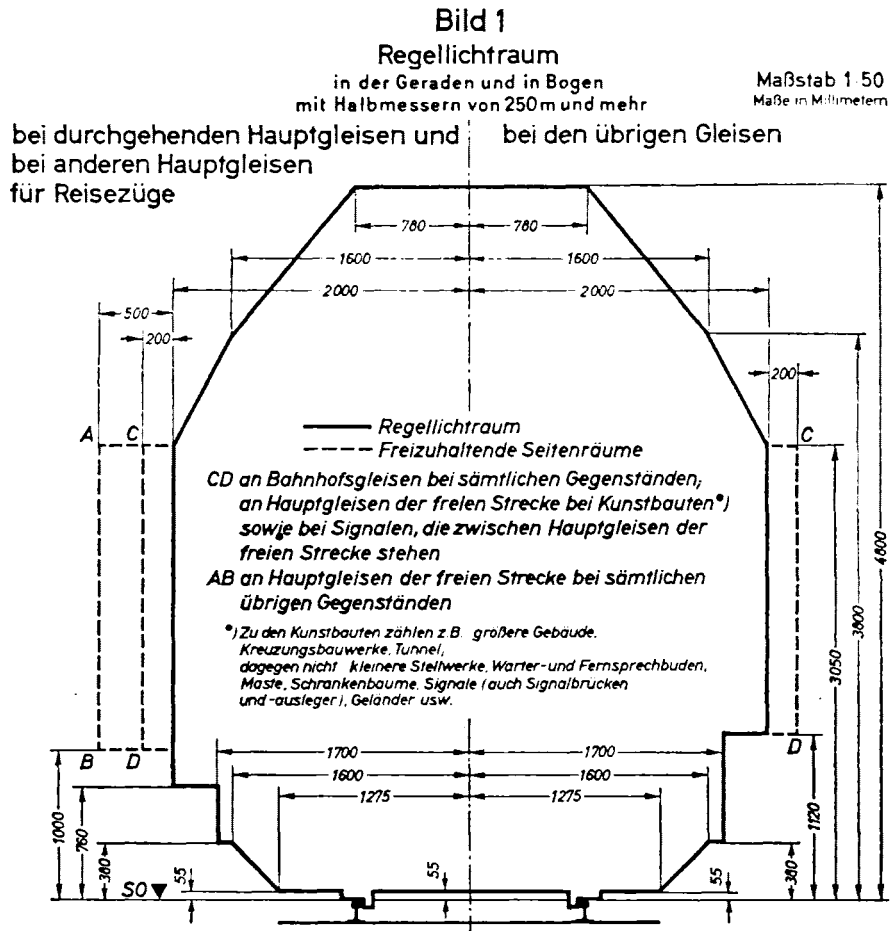 Bild 1
Regellichtraum
in der Geraden und in Bogen
mit Halbmessern von 250m und mehr
Maßstab 1:50
Maße in Millimetern
bei durchgehenden Hauptgleisen und
bei anderen Hauptgleisen
für Reisezüge
bei den übrigen Gleisen
780 780
1600 1600
2000 2000
500
200 200
A C C
Regellichtraum
Freizuhaltende Seitenräume
CD an Bahnhofsgleisen bei sämtlichen Gegenständen,
an Hauptgleisen der freien Strecke bei Kunstbauten*)
sowie bei Signalen, die zwischen Hauptgleisen der
freien Strecke stehen
AB an Hauptgleisen der freien Strecke bei sämtlichen
übrigen Gegenständen
*) Zu den Kunstbauten zählen z.B. größere Gebäude,
Kreuzungsbauwerke, Tunnel,
dagegen nicht kleinere Stellwerke, Wärter- und Fernsprechbuden,
Maste, Schrankenbäume, Signale (auch Signalbrücken
und -ausleger), Geländer usw.
4800
3800
3050
B D D
1700 1700
1600 1600
1275 1275
1000
760
380
1120
380
SO
55 55 55